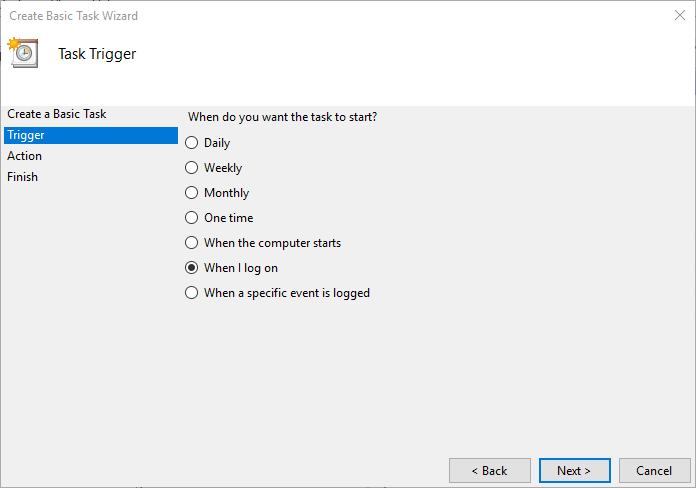 Create Basic Task Wizard
Task Trigger
Create a Basic Task
Trigger
Action
Finish
When do you want the task to start?
Daily
Weekly
Monthly
One time
When the computer starts
When I log on
When a specific event is logged
< Back
Next >
Cancel